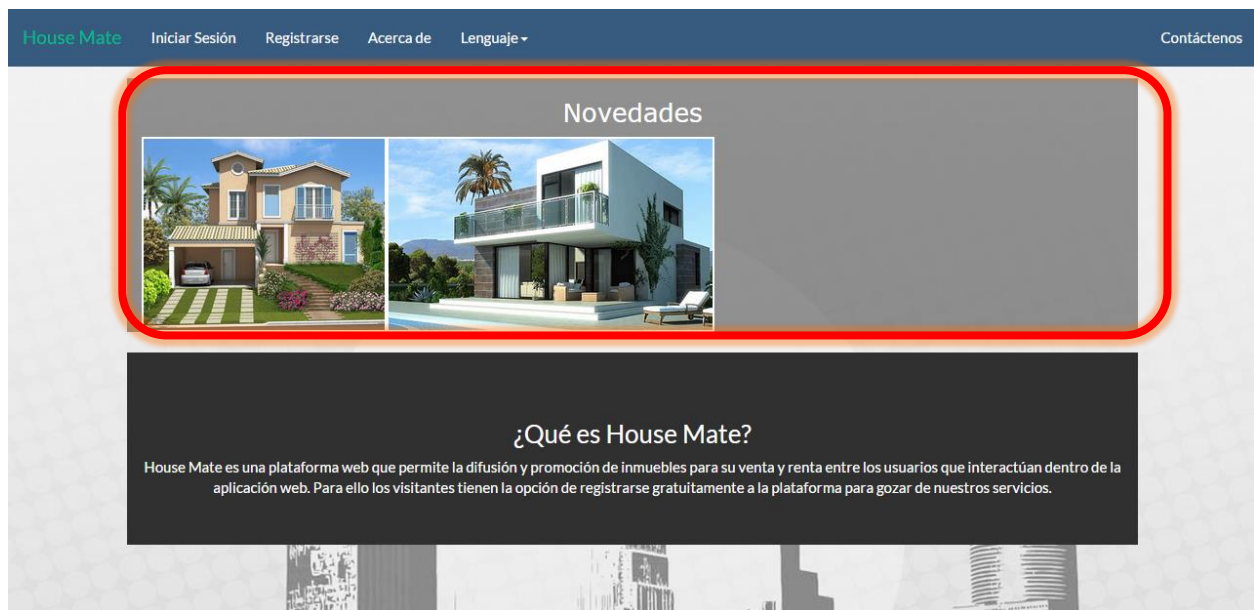 House Mate Iniciar Sesión Registrarse Acerca de Lenguaje Contáctenos
Novedades
¿Qué es House Mate?
House Mate es una plataforma web que permite la difusión y promoción de inmuebles para su venta y renta entre los usuarios que interactúan dentro de la
aplicación web. Para ello los visitantes tienen la opción de registrarse gratuitamente a la plataforma para gozar de nuestros servicios.